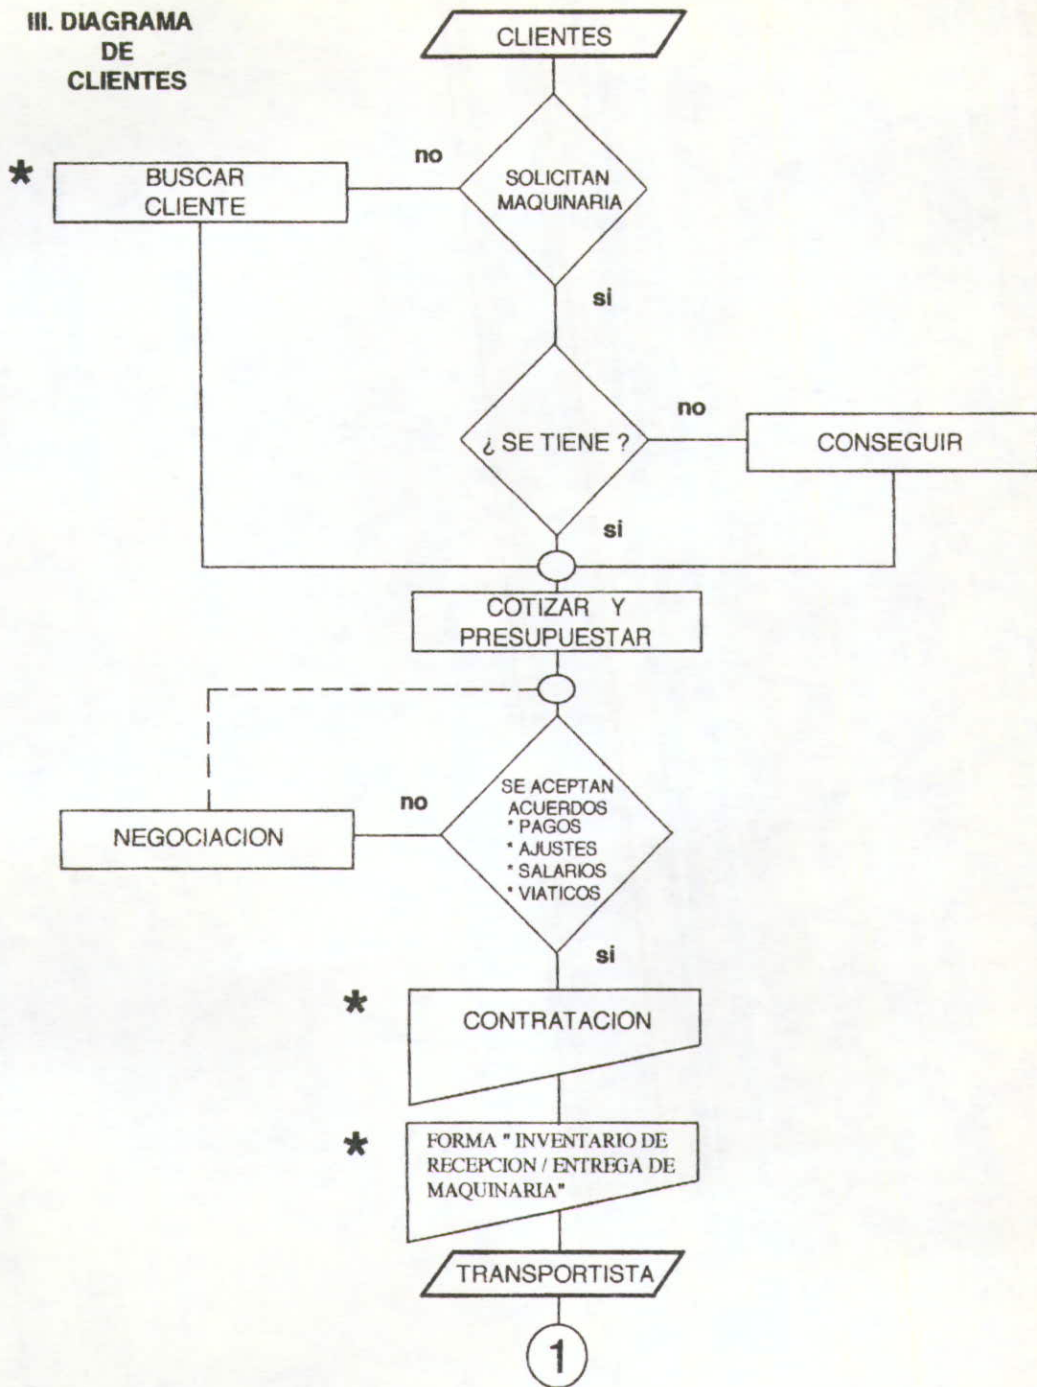 III. DIAGRAMA
DE
CLIENTES
CLIENTES
no
SOLICITAN
MAQUINARIA
* BUSCAR
CLIENTE
si
no
¿ SE TIENE ?
CONSEGUIR
si
COTIZAR Y
PRESUPUESTAR
SE ACEPTAN
ACUERDOS
* PAGOS
* AJUSTES
* SALARIOS
* VIATICOS
no
NEGOCIACION
si
* CONTRATACION
* FORMA " INVENTARIO DE
RECEPCION / ENTREGA DE
MAQUINARIA"
TRANSPORTISTA
1